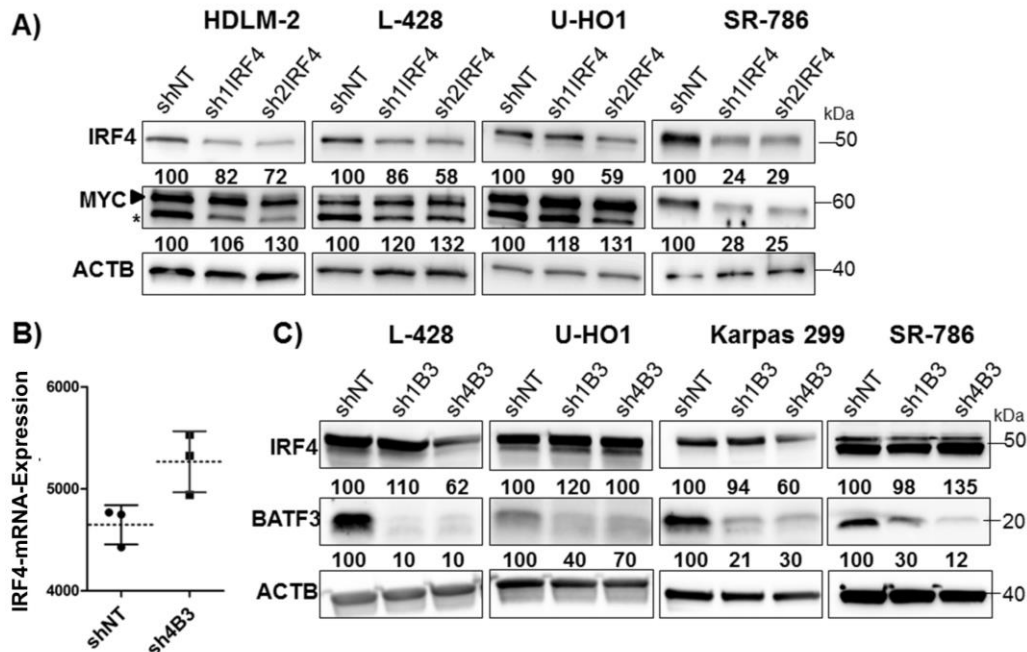 A)
HDLM-2 L-428 U-HO1 SR-786
shNT sh1IRF4 sh2IRF4 shNT sh1IRF4 sh2IRF4 shNT sh1IRF4 sh2IRF4 shNT sh1IRF4 sh2IRF4
kDa
IRF4 50
100 82 72 100 86 58 100 90 59 100 24 29
MYC 60
*
100 106 130 100 120 132 100 118 131 100 28 25
ACTB 40
B)
6000
5000
4000
IRF4-mRNA-Expression
shNT sh4B3
C)
L-428 U-HO1 Karpas 299 SR-786
shNT sh1B3 sh4B3 shNT sh1B3 sh4B3 shNT sh1B3 sh4B3 shNT sh1B3 sh4B3
kDa
IRF4 50
100 110 62 100 120 100 100 94 60 100 98 135
BATF3 20
100 10 10 100 40 70 100 21 30 100 30 12
ACTB 40